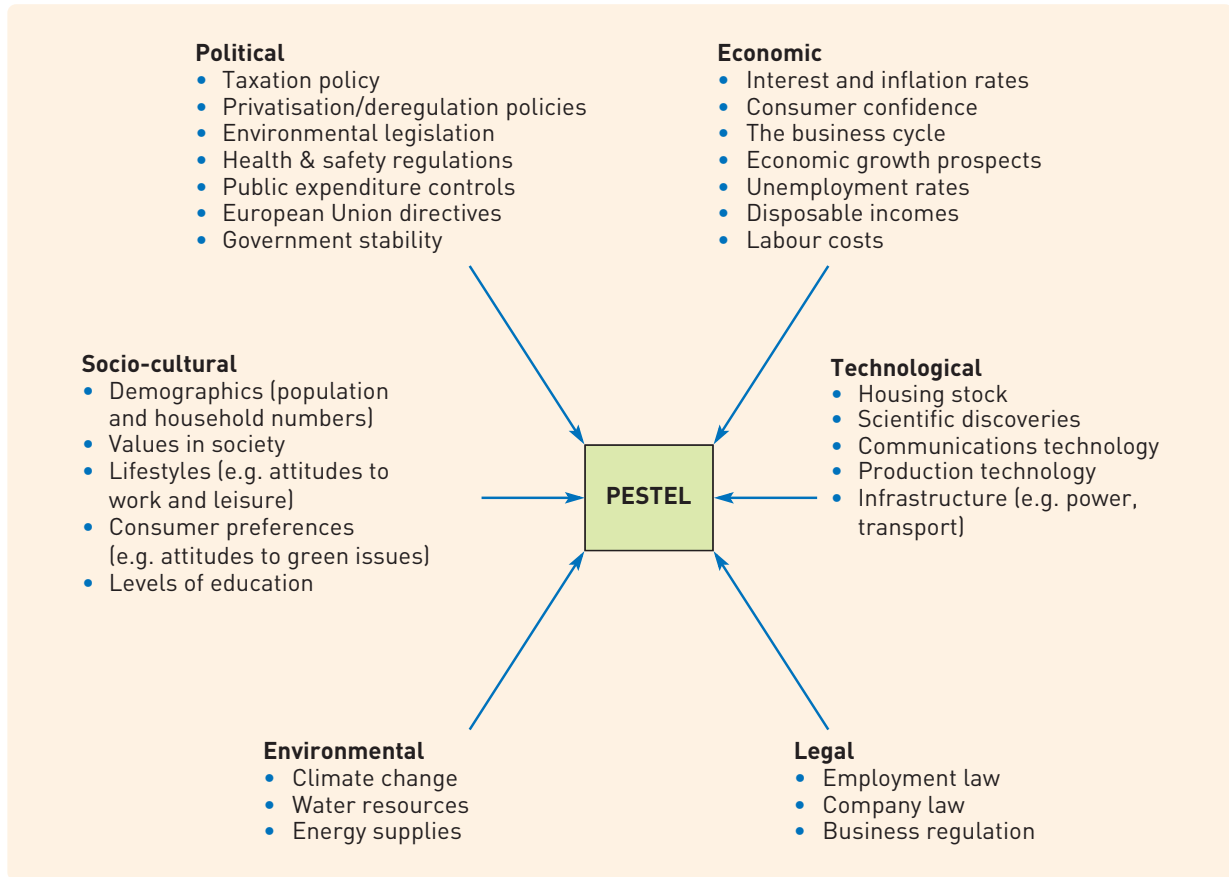 Political
• Taxation policy
• Privatisation/deregulation policies
• Environmental legislation
• Health & safety regulations
• Public expenditure controls
• European Union directives
• Government stability
Economic
• Interest and inflation rates
• Consumer confidence
• The business cycle
• Economic growth prospects
• Unemployment rates
• Disposable incomes
• Labour costs
Socio-cultural
• Demographics (population
and household numbers)
• Values in society
• Lifestyles (e.g. attitudes to
work and leisure)
• Consumer preferences
(e.g. attitudes to green issues)
• Levels of education
PESTEL
Technological
• Housing stock
• Scientific discoveries
• Communications technology
• Production technology
• Infrastructure (e.g. power,
transport)
Environmental
• Climate change
• Water resources
• Energy supplies
Legal
• Employment law
• Company law
• Business regulation